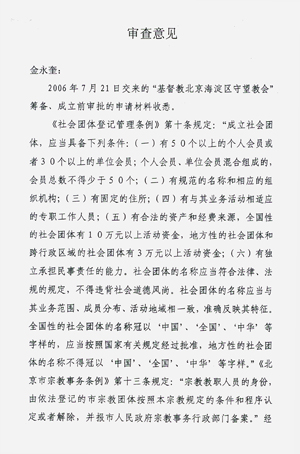 审查意见
金永奎：
2006年7月21日交来的“基督教北京海淀区守望教会”
筹备、成立前审批的申请材料收悉。
《社会团体登记管理条例》第十条规定：“成立社会团
体，应当具备下列条件：（一）有50个以上的个人会员或
者30个以上的单位会员；个人会员、单位会员混合组成的，
会员总数不得少于50个；（二）有规范的名称和相应的组
织机构；（三）有固定的住所；（四）有与其业务活动相适应
的专职工作人员；（五）有合法的资产和经费来源，全国性
的社会团体有10万元以上活动资金，地方性的社会团体和
跨行政区域的社会团体有3万元以上活动资金；（六）有独
立承担民事责任的能力。社会团体的名称应当符合法律、法
规的规定，不得违背社会道德风尚。社会团体的名称应当与
其业务范围、成员分布、活动地域相一致，准确反映其特征。
全国性的社会团体的名称冠以‘中国’、‘全国’、‘中华’等
字样的，应当按照国家有关规定经过批准，地方性的社会团
体的名称不得冠以‘中国’、‘全国’、‘中华’等字样。”《北
京市宗教事务条例》第十三条规定：“宗教教职人员的身份，
由依法登记的市宗教团体按照本宗教规定的条件和程序认
定或者解除，并报市人民政府宗教事务行政部门备案。”经